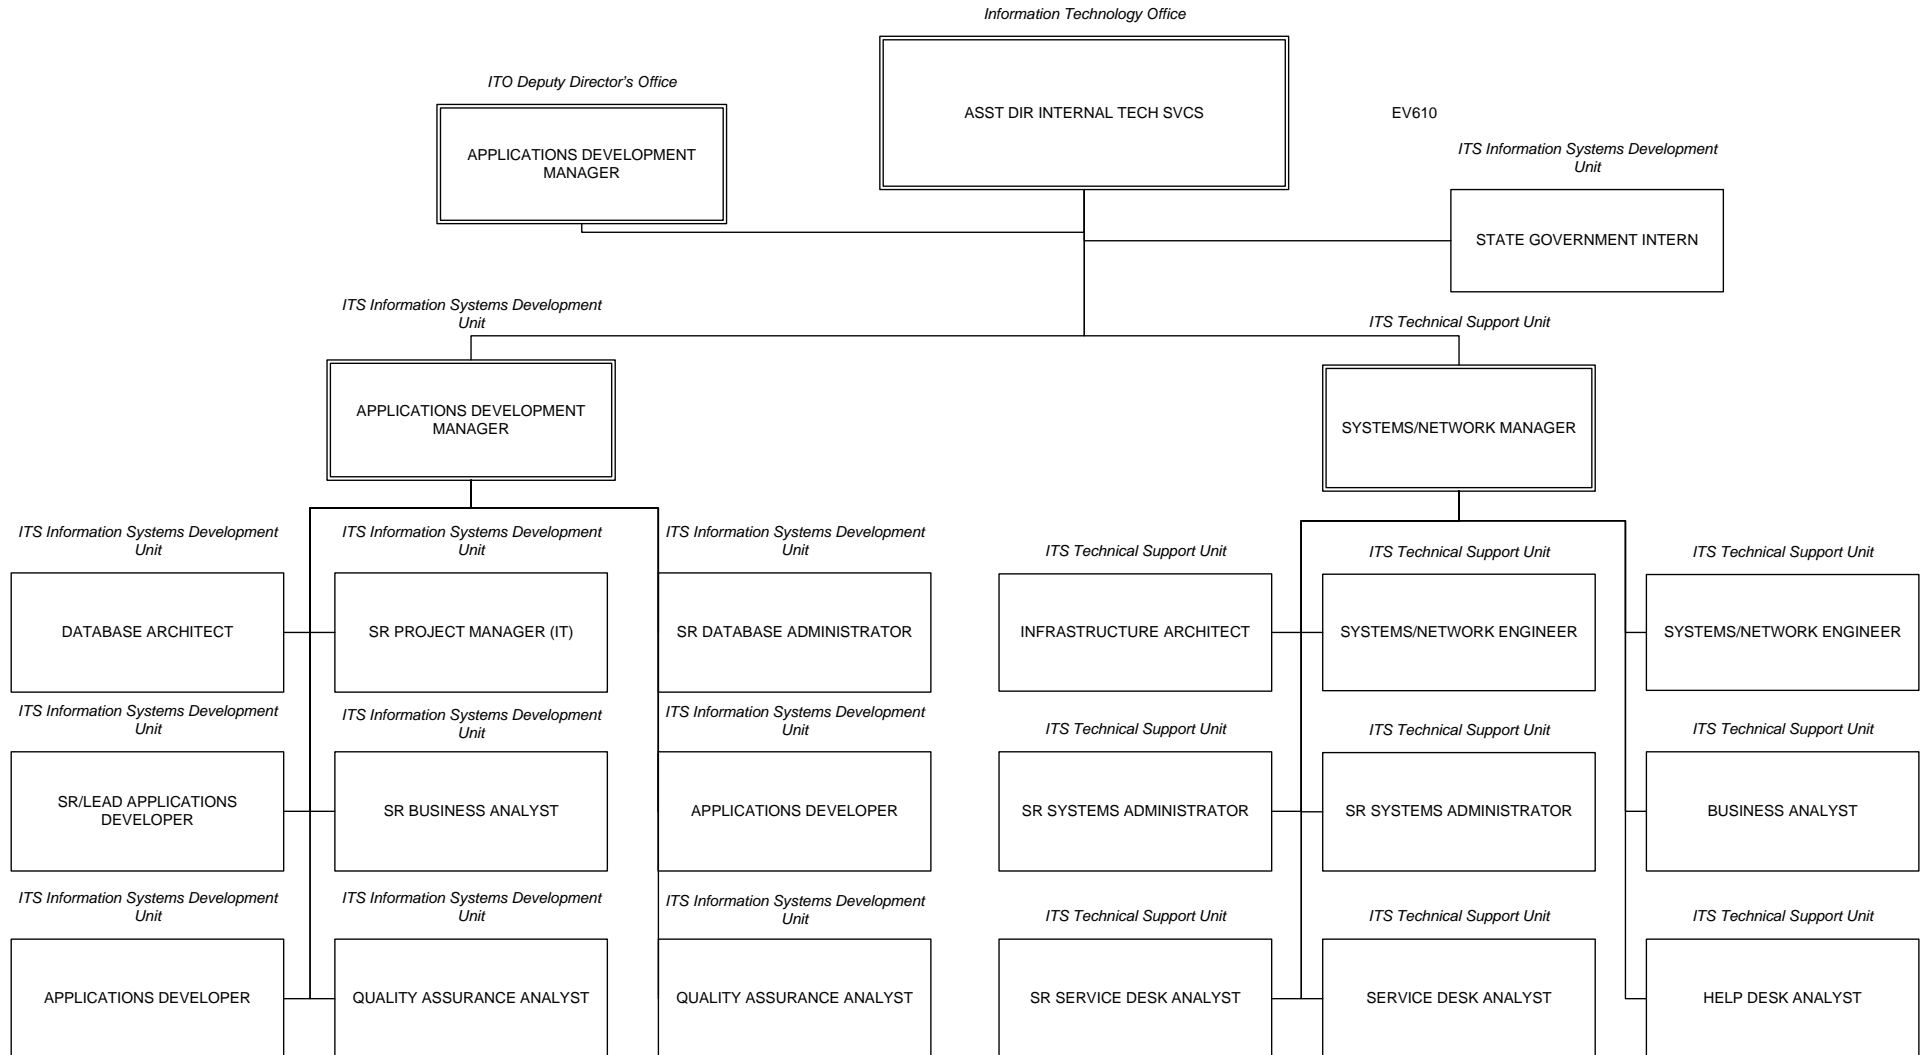 Information Technology Office
ASST DIR INTERNAL TECH SVCS
EV610
ITO Deputy Director's Office
APPLICATIONS DEVELOPMENT
MANAGER
ITS Information Systems Development
Unit
STATE GOVERNMENT INTERN
ITS Information Systems Development
Unit
APPLICATIONS DEVELOPMENT
MANAGER
ITS Technical Support Unit
SYSTEMS/NETWORK MANAGER
ITS Information Systems Development
Unit
DATABASE ARCHITECT
ITS Information Systems Development
Unit
SR PROJECT MANAGER (IT)
ITS Information Systems Development
Unit
SR DATABASE ADMINISTRATOR
ITS Technical Support Unit
INFRASTRUCTURE ARCHITECT
ITS Technical Support Unit
SYSTEMS/NETWORK ENGINEER
ITS Technical Support Unit
SYSTEMS/NETWORK ENGINEER
ITS Information Systems Development
Unit
SR/LEAD APPLICATIONS
DEVELOPER
ITS Information Systems Development
Unit
SR BUSINESS ANALYST
ITS Information Systems Development
Unit
APPLICATIONS DEVELOPER
ITS Technical Support Unit
SR SYSTEMS ADMINISTRATOR
ITS Technical Support Unit
SR SYSTEMS ADMINISTRATOR
ITS Technical Support Unit
BUSINESS ANALYST
ITS Information Systems Development
Unit
APPLICATIONS DEVELOPER
ITS Information Systems Development
Unit
QUALITY ASSURANCE ANALYST
ITS Information Systems Development
Unit
QUALITY ASSURANCE ANALYST
ITS Technical Support Unit
SR SERVICE DESK ANALYST
ITS Technical Support Unit
SERVICE DESK ANALYST
ITS Technical Support Unit
HELP DESK ANALYST